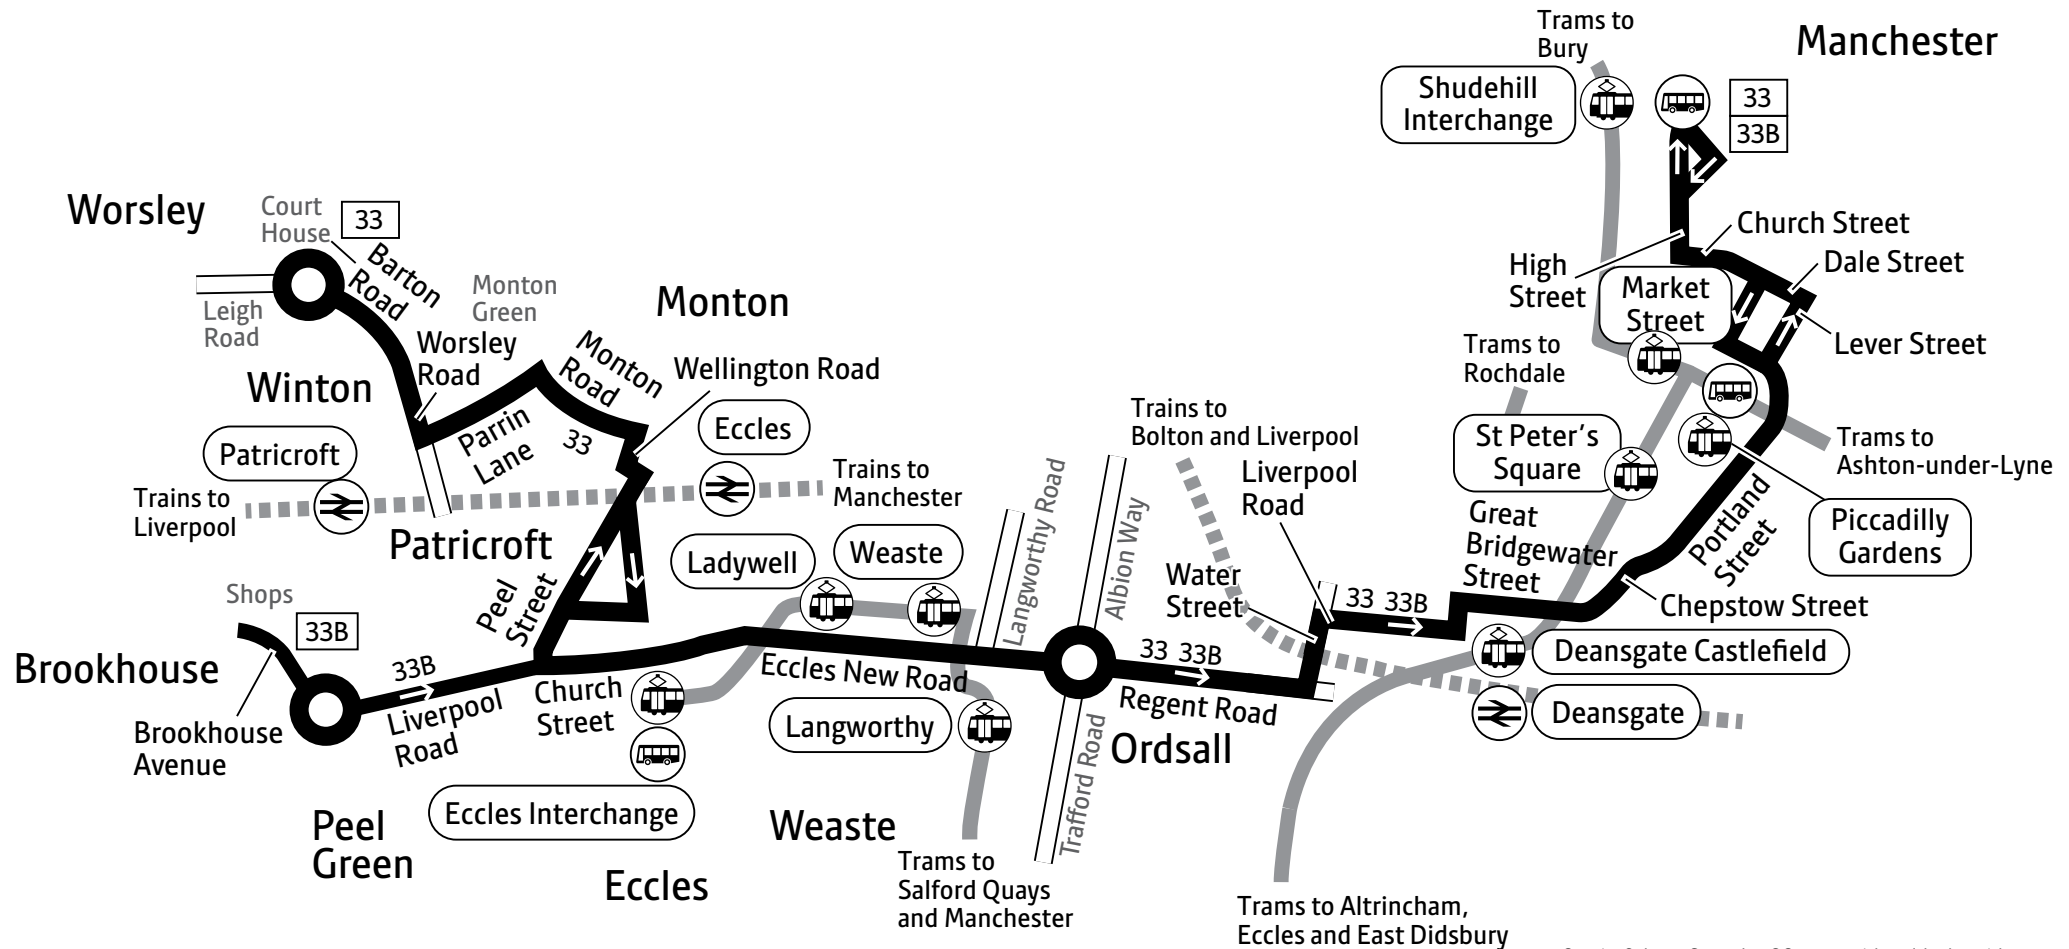 Trams to
Bury
Manchester
Shudehill
Interchange
33
33B
Worsley
Court
House
33
Barton
Road
Leigh
Road
Monton
Green
Monton
Worsley
Road
Monton
Road
Wellington Road
Winton
Parrin
Lane
33
Eccles
Patricroft
Trains to
Liverpool
Trains to
Manchester
Patricroft
Ladywell
Weaste
Peel
Street
Shops
33B
Brookhouse
33B
Liverpool
Road
Brookhouse
Avenue
Church
Street
Eccles New Road
Langworthy
Eccles Interchange
Peel
Green
Eccles
Weaste
Trams to
Salford Quays
and Manchester
Langworthy Road
Albion Way
Trafford Road
33 33B
Regent Road
Ordsall
Trains to
Bolton and Liverpool
Liverpool
Road
Water
Street
33 33B
Great
Bridgewater
Street
Trams to
Rochdale
St Peter's
Square
High
Street
Market
Street
Church Street
Dale Street
Lever Street
Trams to
Ashton-under-Lyne
Piccadilly
Gardens
Portland
Street
Chepstow Street
Deansgate Castlefield
Deansgate
Trams to Altrincham,
Eccles and East Didsbury